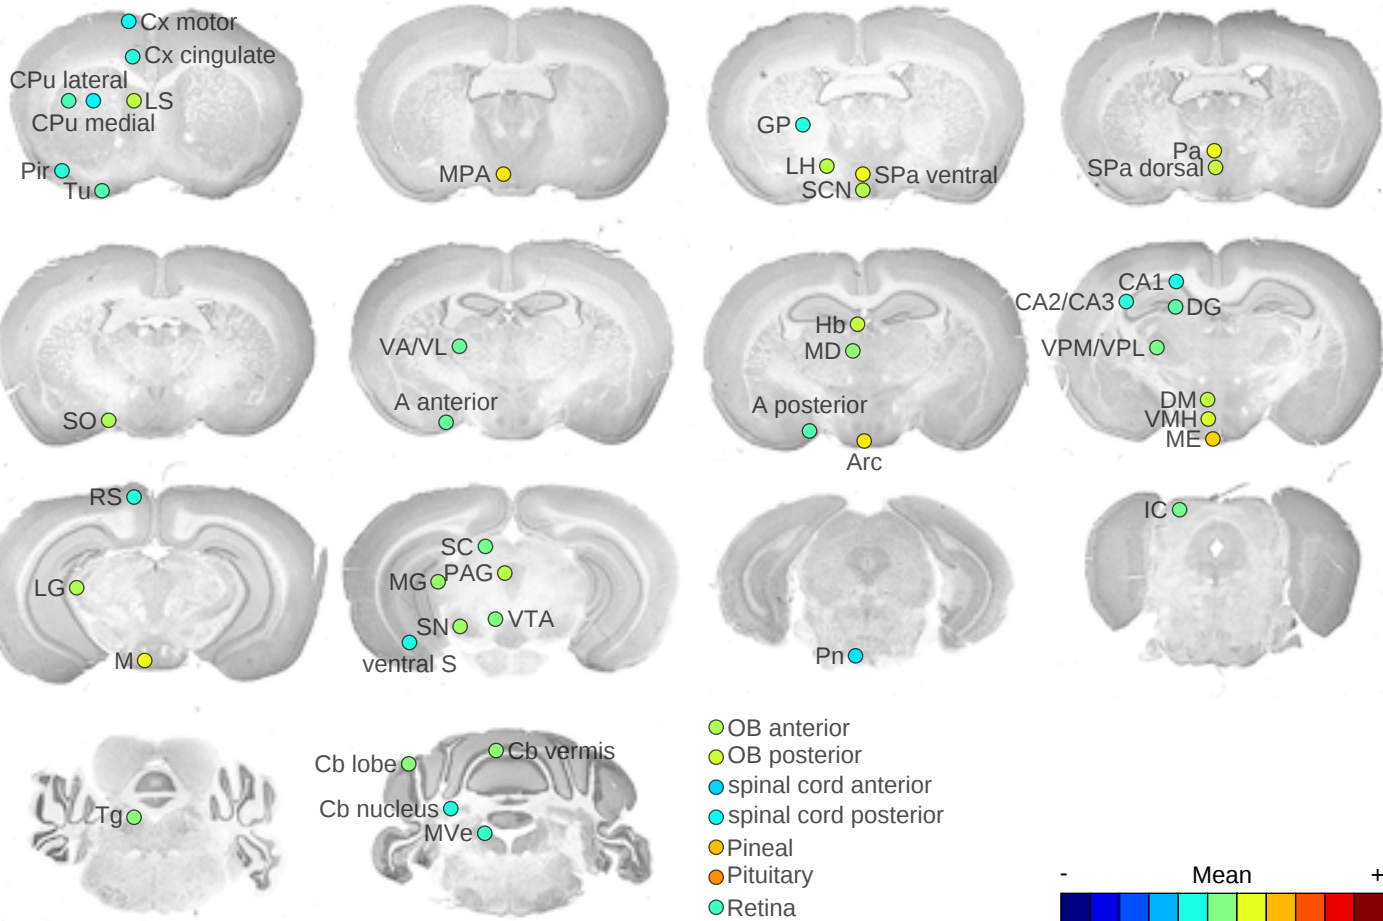 Cx motor
Cx cingulate
CPu lateral
LS
CPu medial
Pir
Tu
MPA
GP
LH
SPa ventral
SCN
Pa
SPa dorsal
SO
VA/VL
A anterior
Hb
MD
A posterior
Arc
CA1
CA2/CA3
DG
VPM/VPL
DM
VMH
ME
RS
LG
M
SC
MG
PAG
SN
VTA
ventral S
Pn
IC
Tg
Cb lobe
Cb vermis
Cb nucleus
MVe
OB anterior
OB posterior
spinal cord anterior
spinal cord posterior
Pineal
Pituitary
Retina
- Mean +